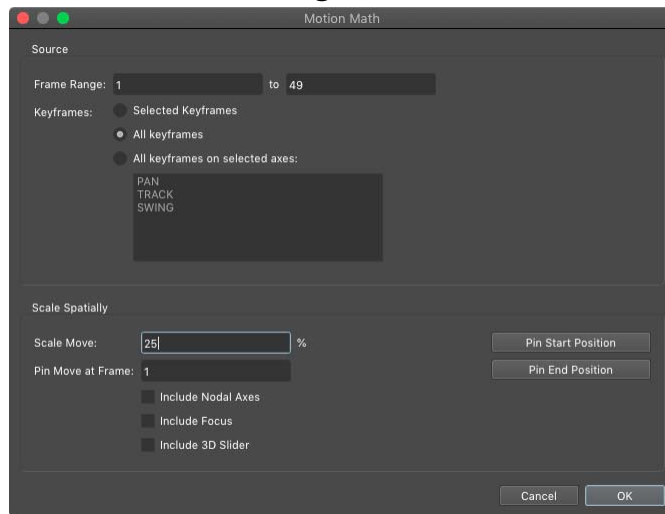 Motion Math
Source
Frame Range: 1 to 49
Keyframes: Selected Keyframes
All keyframes
All keyframes on selected axes:
PAN
TRACK
SWING
Scale Spatially
Scale Move: 25 % Pin Start Position
Pin Move at Frame: 1 Pin End Position
Include Nodal Axes
Include Focus
Include 3D Slider
Cancel OK